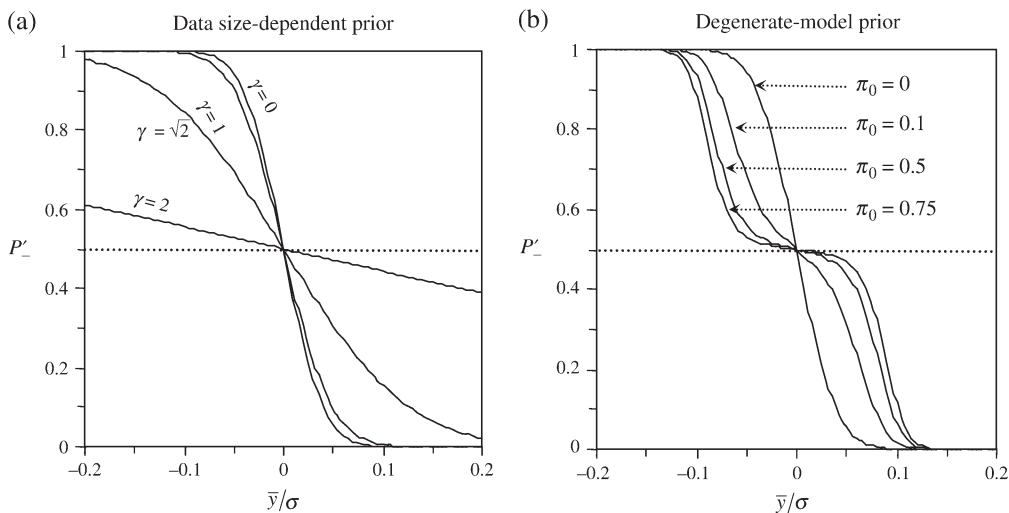 (a)
Data size-dependent prior
1
0.8
0.6
0.4
0.2
0
P′₋
γ = 0
γ = 1
γ = √2
γ = 2
−0.2
−0.1
0
0.1
0.2
ȳ/σ
(b)
Degenerate-model prior
1
0.8
0.6
0.4
0.2
0
P′₋
π₀ = 0
π₀ = 0.1
π₀ = 0.5
π₀ = 0.75
−0.2
−0.1
0
0.1
0.2
ȳ/σ